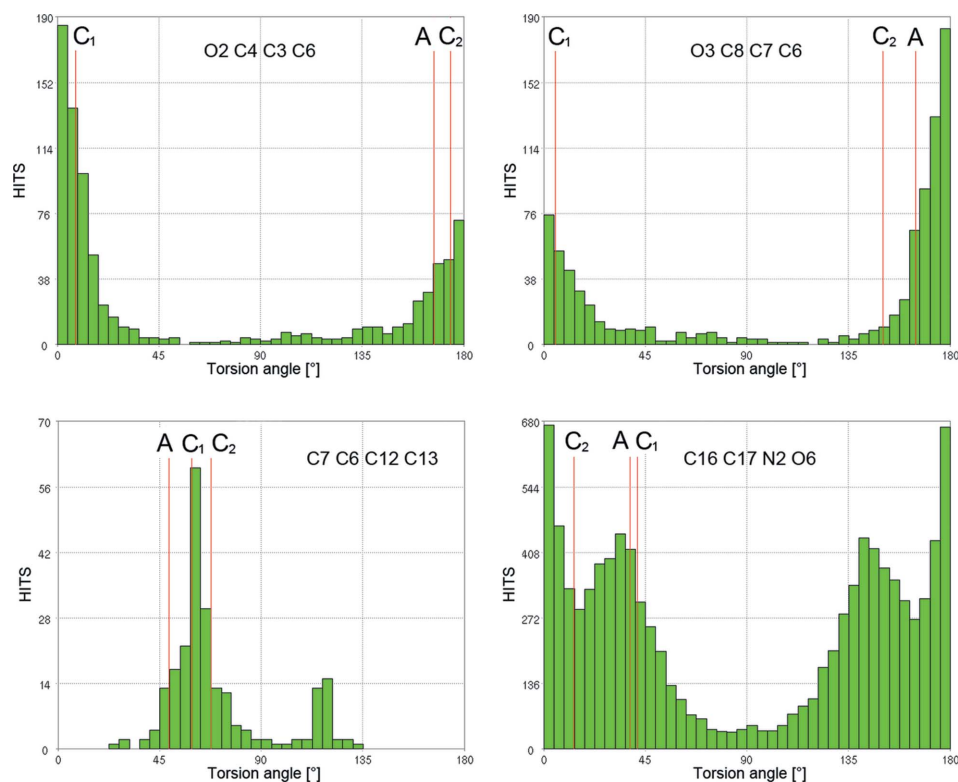 190
152
114
76
38
0
HITS
C₁
O2 C4 C3 C6
A
C₂
0
45
90
135
180
Torsion angle [°]
190
152
114
76
38
0
HITS
C₁
O3 C8 C7 C6
C₂
A
0
45
90
135
180
Torsion angle [°]
70
56
42
28
14
0
HITS
A
C₁
C₂
C7 C6 C12 C13
0
45
90
135
180
Torsion angle [°]
680
544
408
272
136
0
HITS
C₂
A
C₁
C16 C17 N2 O6
0
45
90
135
180
Torsion angle [°]